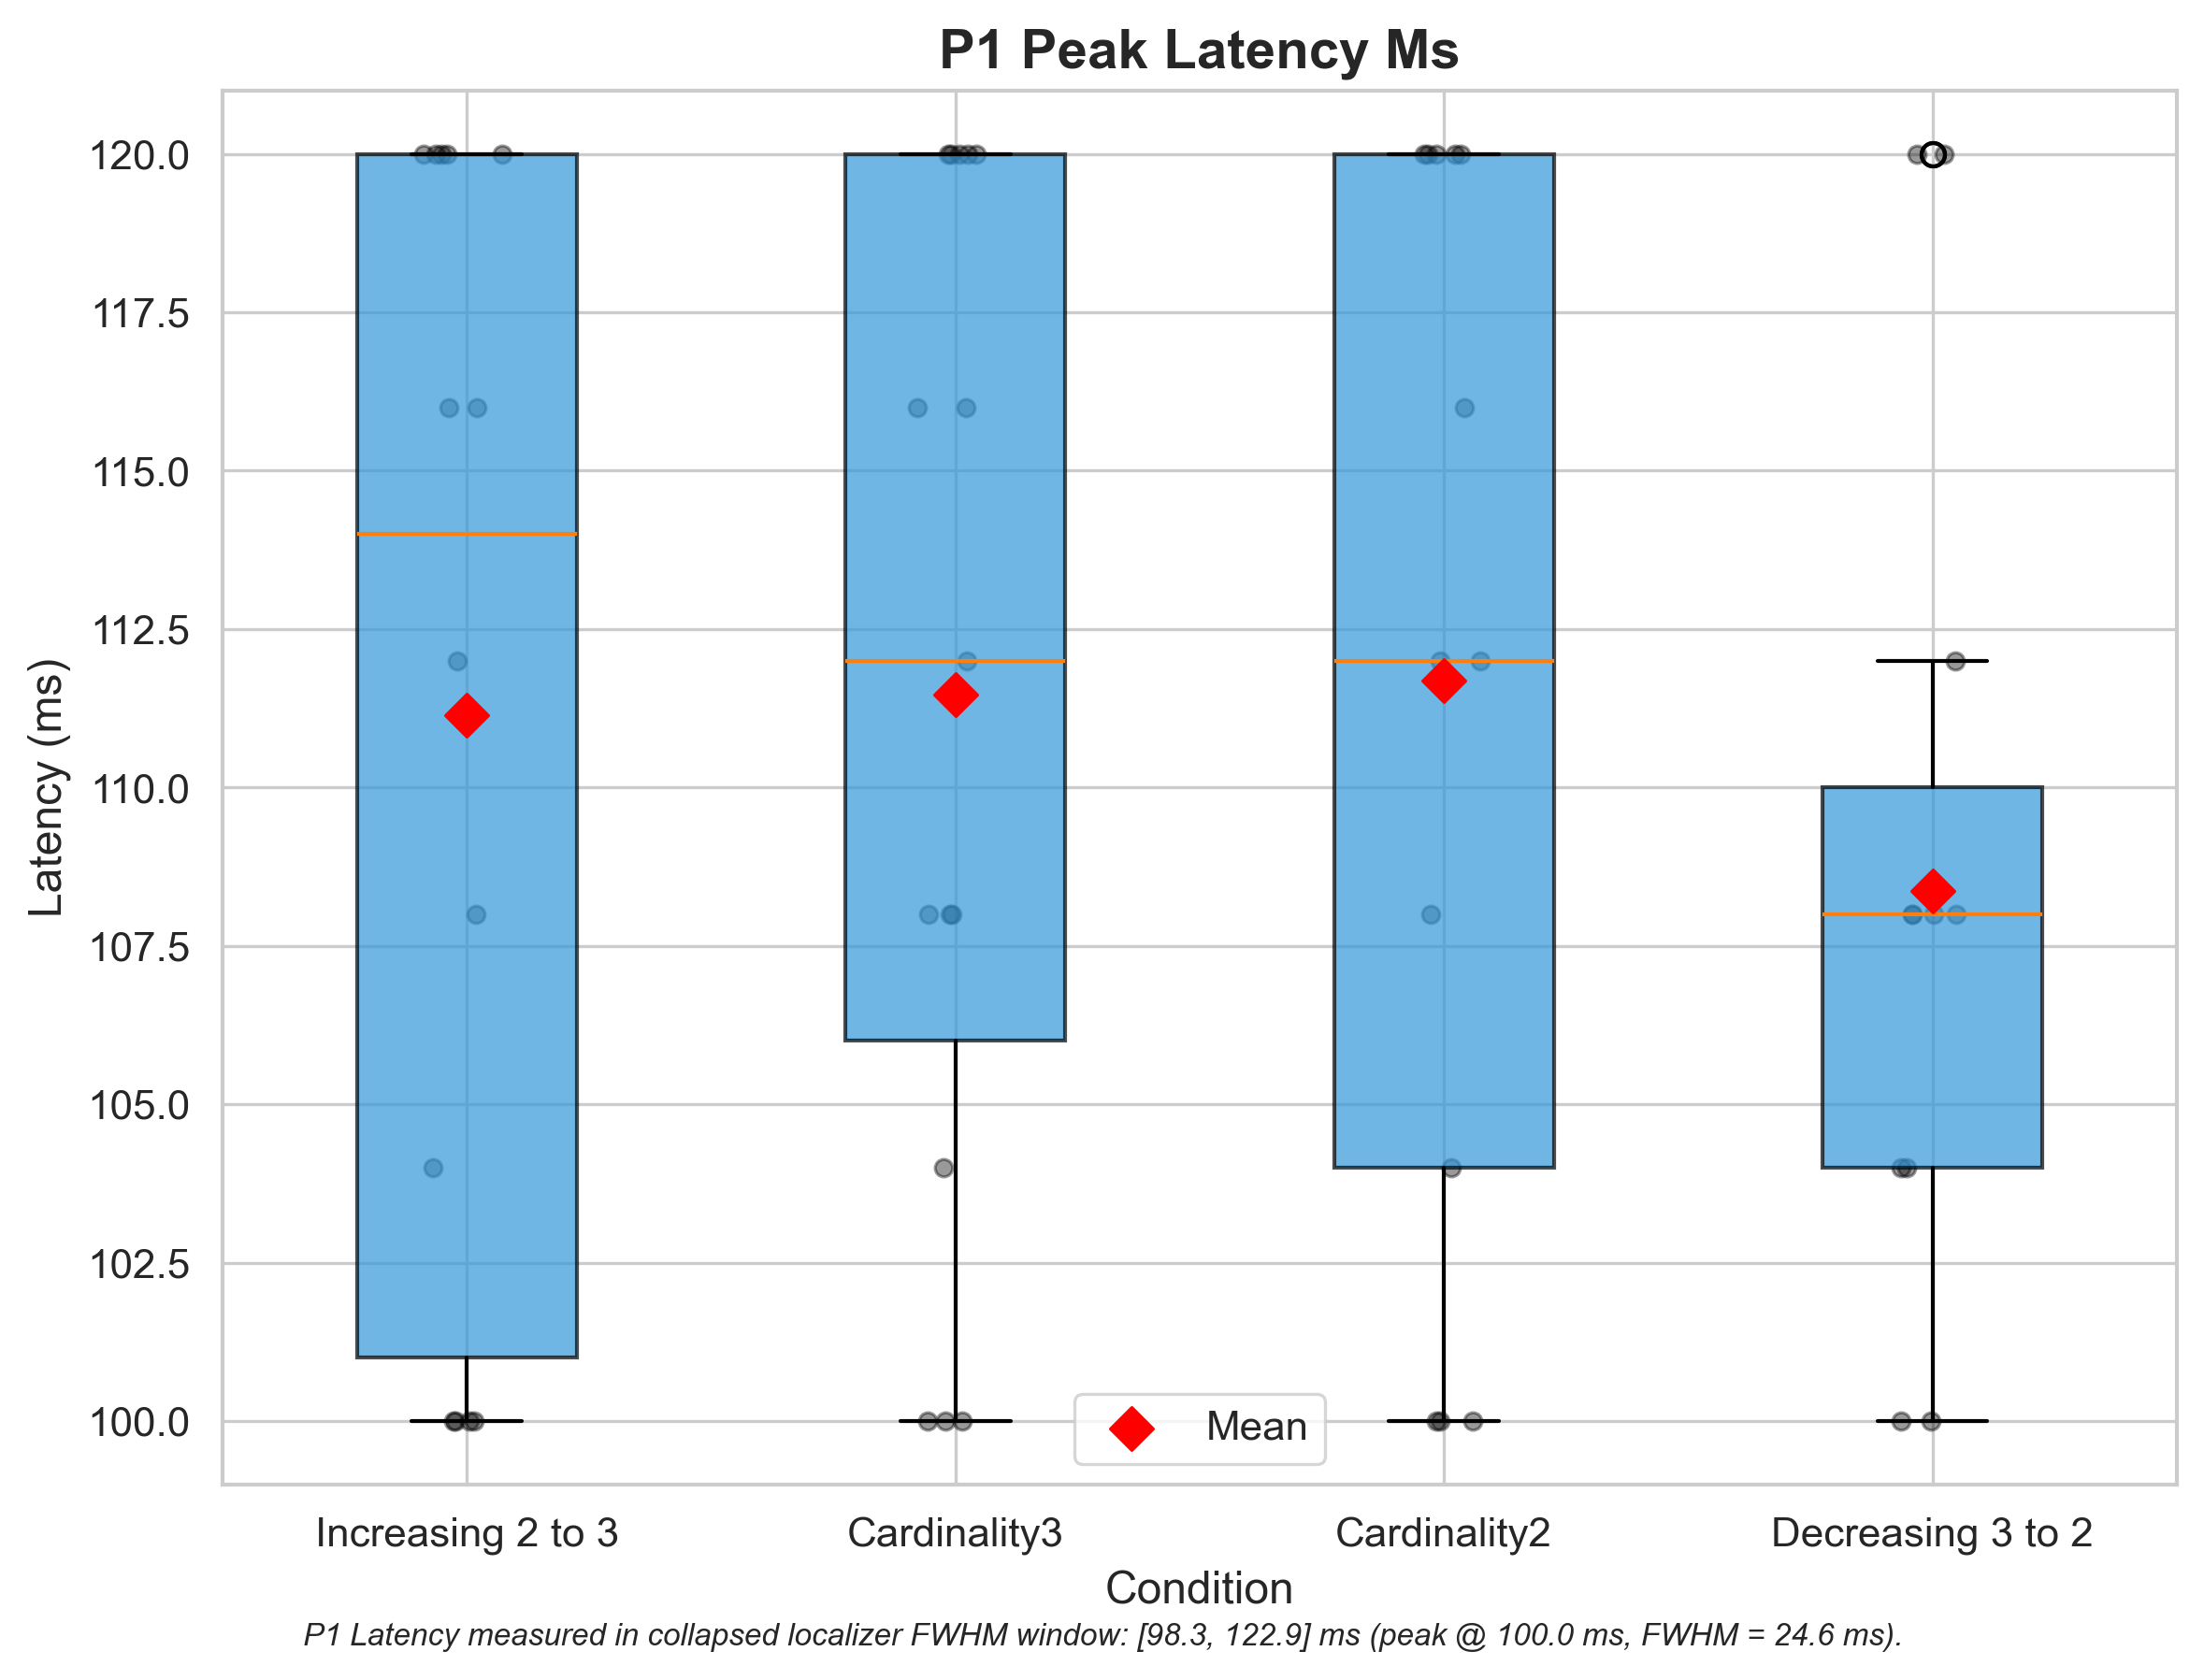 P1 Peak Latency Ms
120.0
117.5
115.0
112.5
110.0
107.5
105.0
102.5
100.0
Latency (ms)
Mean
Increasing 2 to 3
Cardinality3
Cardinality2
Decreasing 3 to 2
Condition
P1 Latency measured in collapsed localizer FWHM window: [98.3, 122.9] ms (peak @ 100.0 ms, FWHM = 24.6 ms).